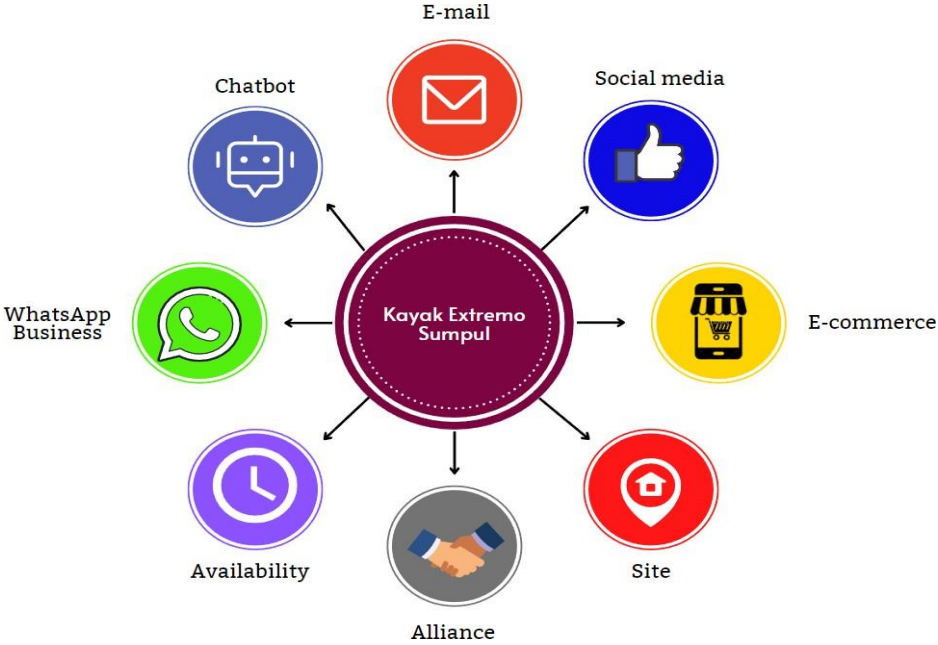 E-mail
Social media
Chatbot
Kayak Extremo
Sumpul
WhatsApp
Business
E-commerce
Availability
Site
Alliance